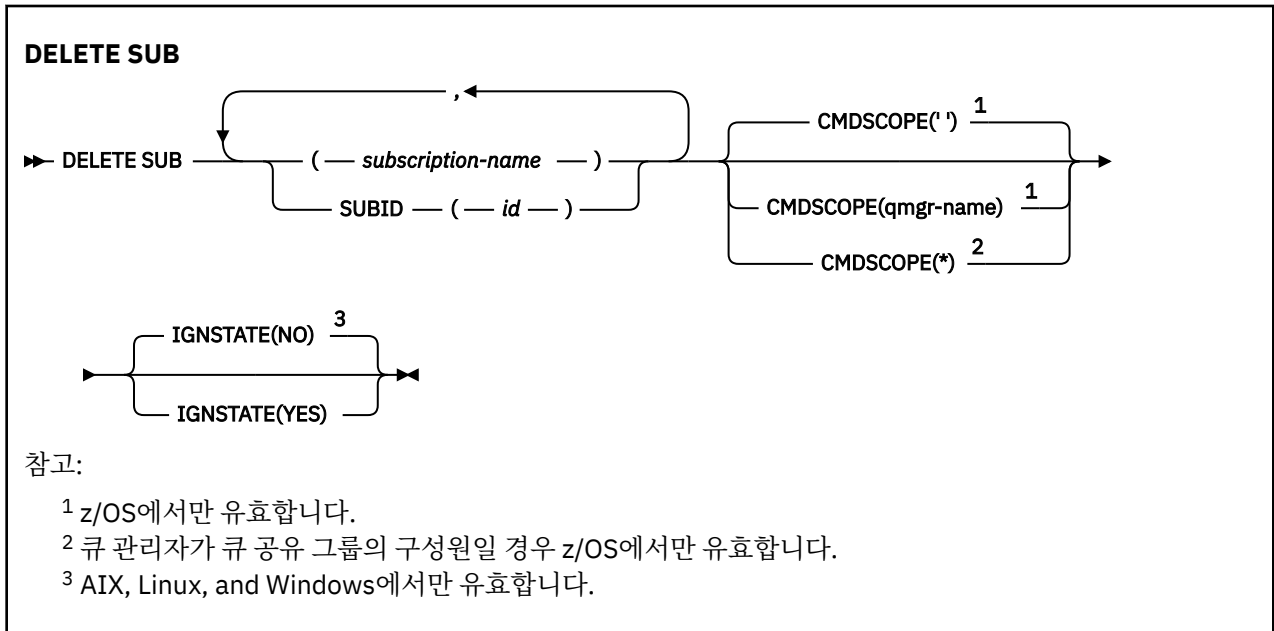 DELETE SUB
,
DELETE SUB ( subscription-name ) CMDSCOPE(' ') 1
SUBID ( id ) CMDSCOPE(qmgr-name) 1
CMDSCOPE(*) 2
IGNSTATE(NO) 3
IGNSTATE(YES)
참고:
1 z/OS에서만 유효합니다.
2 큐 관리자가 큐 공유 그룹의 구성원일 경우 z/OS에서만 유효합니다.
3 AIX, Linux, and Windows에서만 유효합니다.